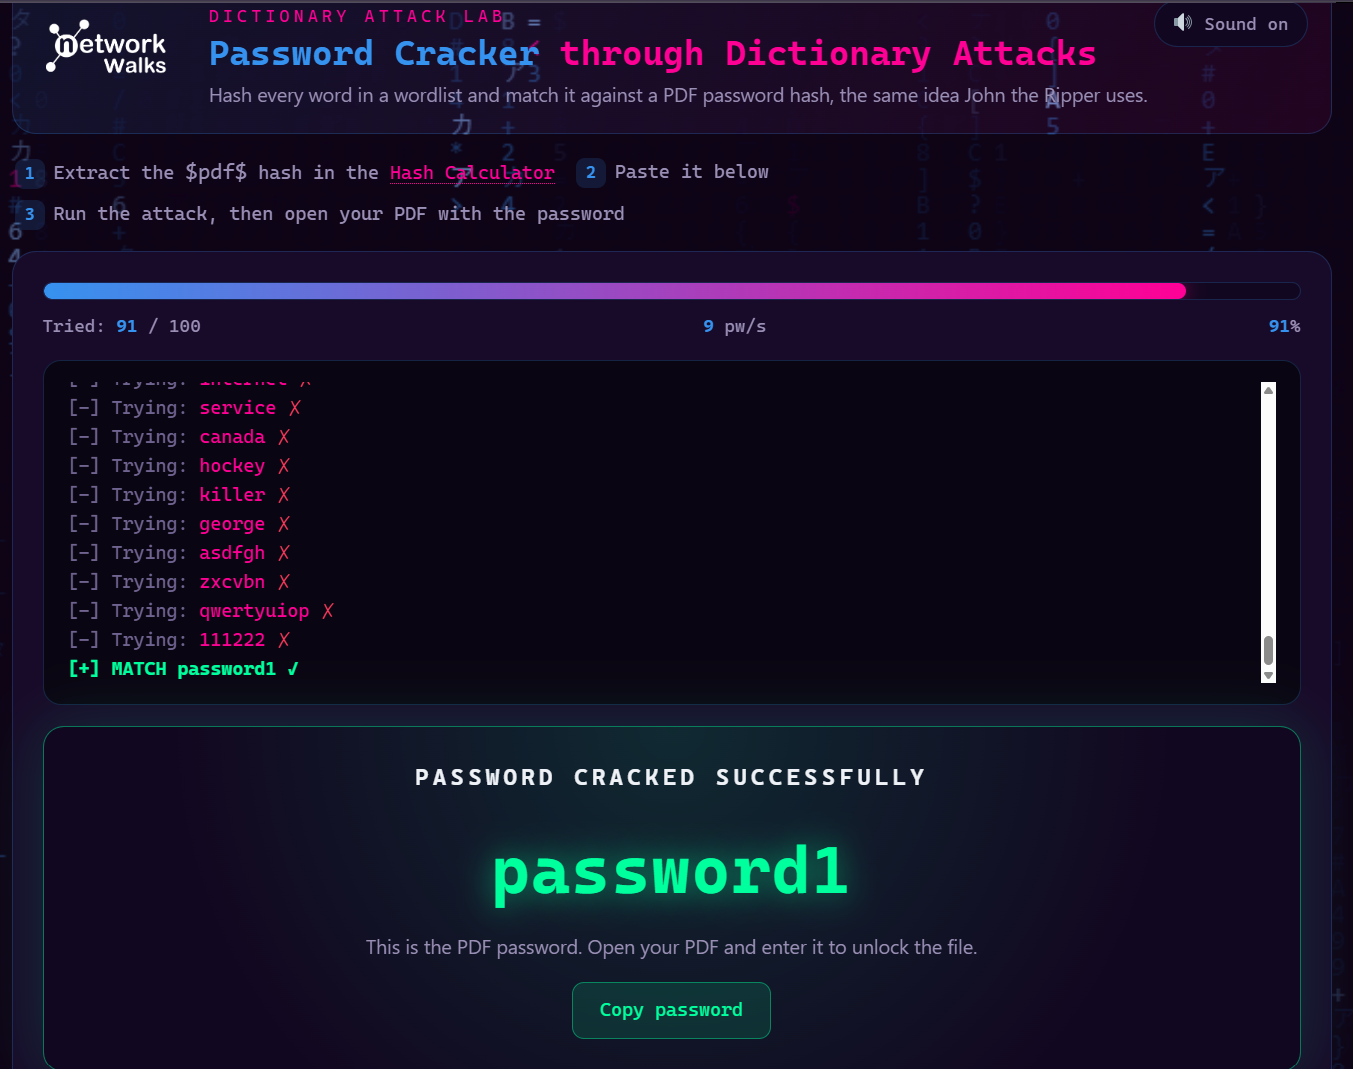 DICTIONARY ATTACK LAB
network
walks
Password Cracker through Dictionary Attacks
Sound on
Hash every word in a wordlist and match it against a PDF password hash, the same idea John the Ripper uses.
1 Extract the $pdf$ hash in the Hash Calculator 2 Paste it below
3 Run the attack, then open your PDF with the password
Tried: 91 / 100 9 pw/s 91%
[-] Trying: internet ✗
[-] Trying: service ✗
[-] Trying: canada ✗
[-] Trying: hockey ✗
[-] Trying: killer ✗
[-] Trying: george ✗
[-] Trying: asdfgh ✗
[-] Trying: zxcvbn ✗
[-] Trying: qwertyuiop ✗
[-] Trying: 111222 ✗
[+] MATCH password1 ✓
PASSWORD CRACKED SUCCESSFULLY
password1
This is the PDF password. Open your PDF and enter it to unlock the file.
Copy password